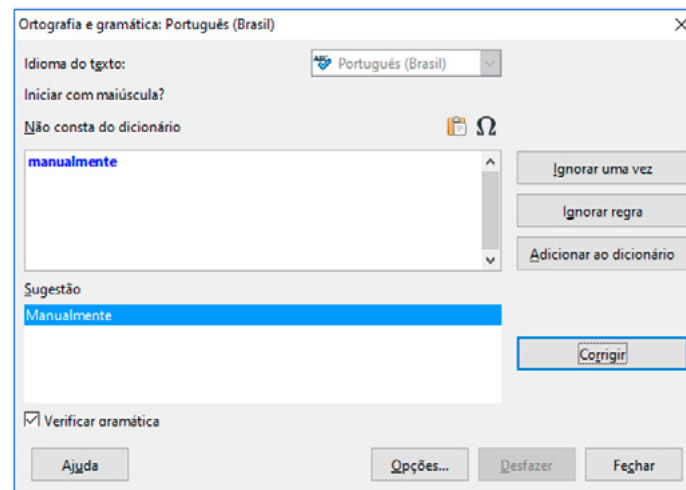 Ortografia e gramática: Português (Brasil)
Idioma do texto: Português (Brasil)
Iniciar com maiúscula?
Não consta do dicionário
manualmente
Ignorar uma vez
Ignorar regra
Adicionar ao dicionário
Sugestão
Manualmente
Corrigir
Verificar gramática
Ajuda Opções... Desfazer Fechar